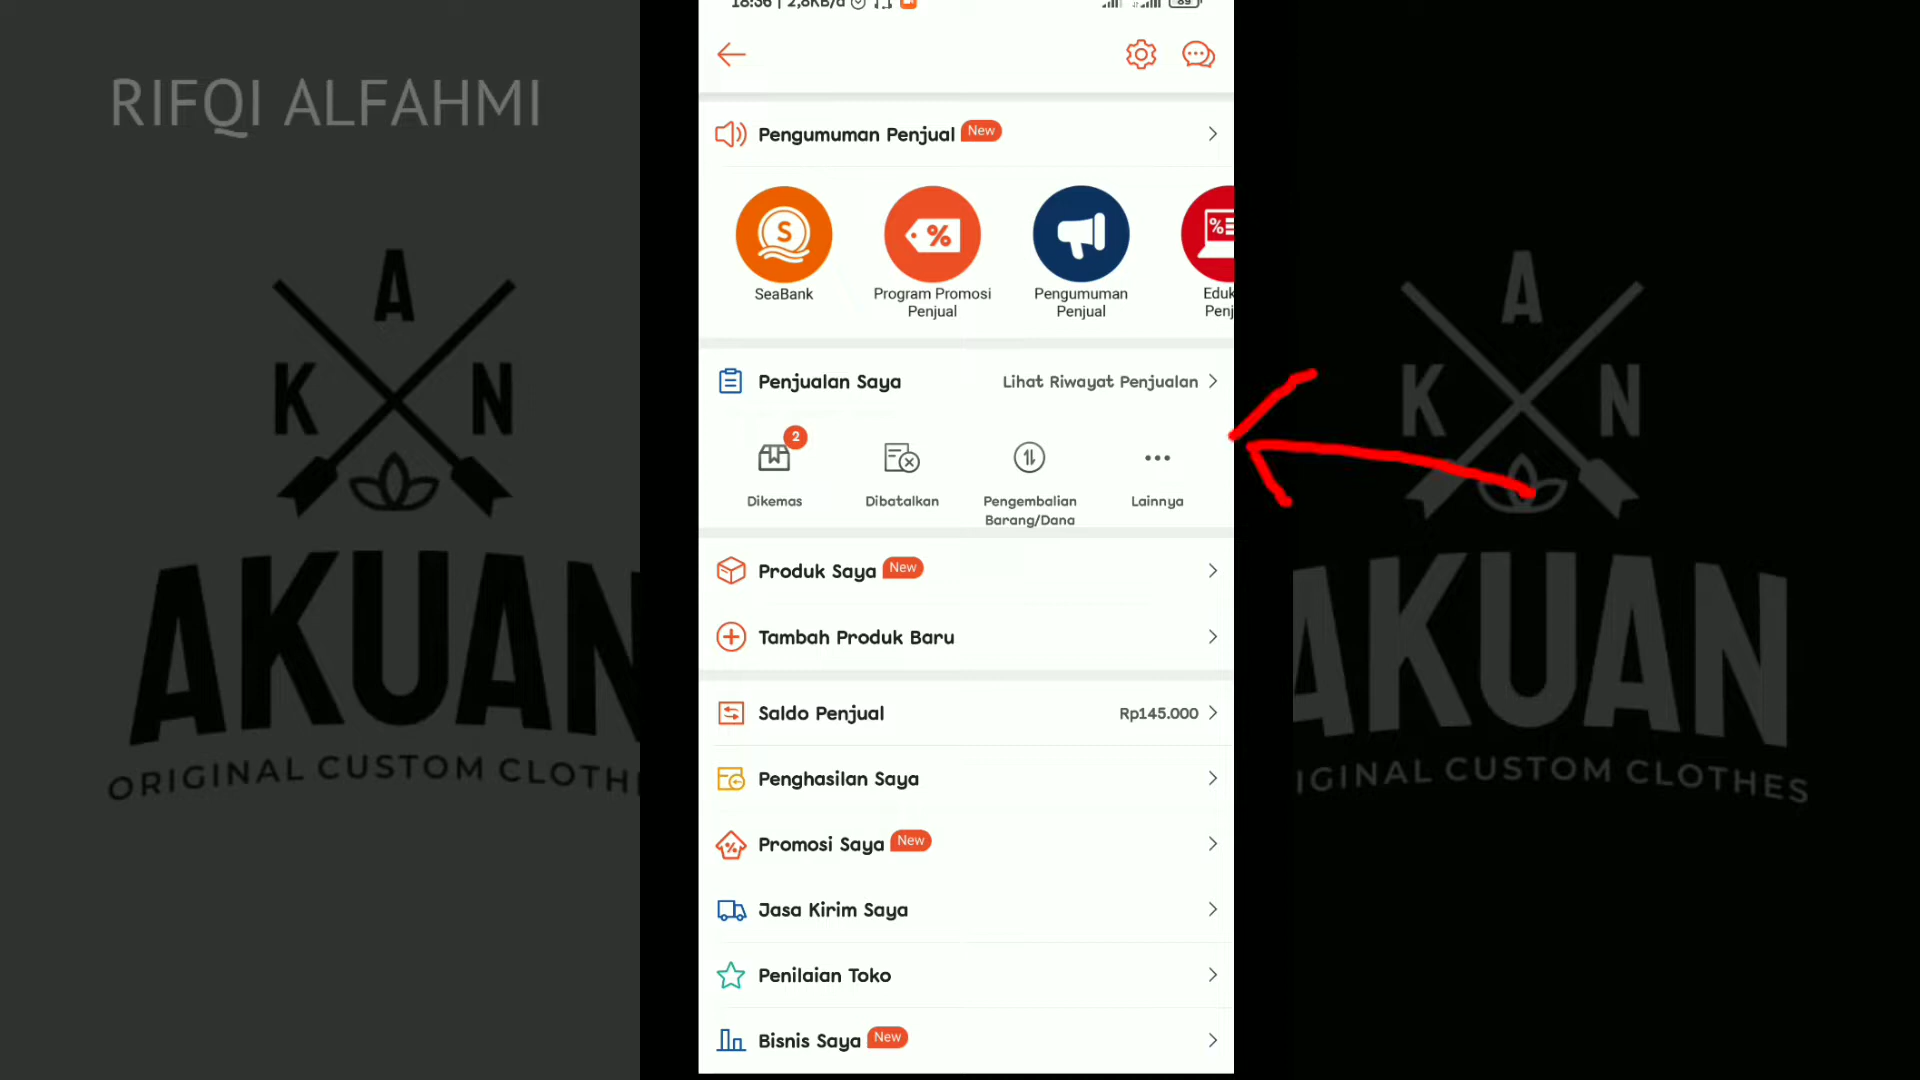 18:36 | 2,8KB/d
89
RIFQI ALFAHMI
Pengumuman Penjual New
SeaBank
Program Promosi
Penjual
Pengumuman
Penjual
Eduk
Penj
Penjualan Saya
Lihat Riwayat Penjualan
2
Dikemas
Dibatalkan
Pengembalian
Barang/Dana
Lainnya
Produk Saya New
Tambah Produk Baru
Saldo Penjual
Rp145.000
Penghasilan Saya
Promosi Saya New
Jasa Kirim Saya
Penilaian Toko
Bisnis Saya New
A
K N
AKUAN
ORIGINAL CUSTOM CLOTHE
A
K N
AKUAN
IGINAL CUSTOM CLOTHES